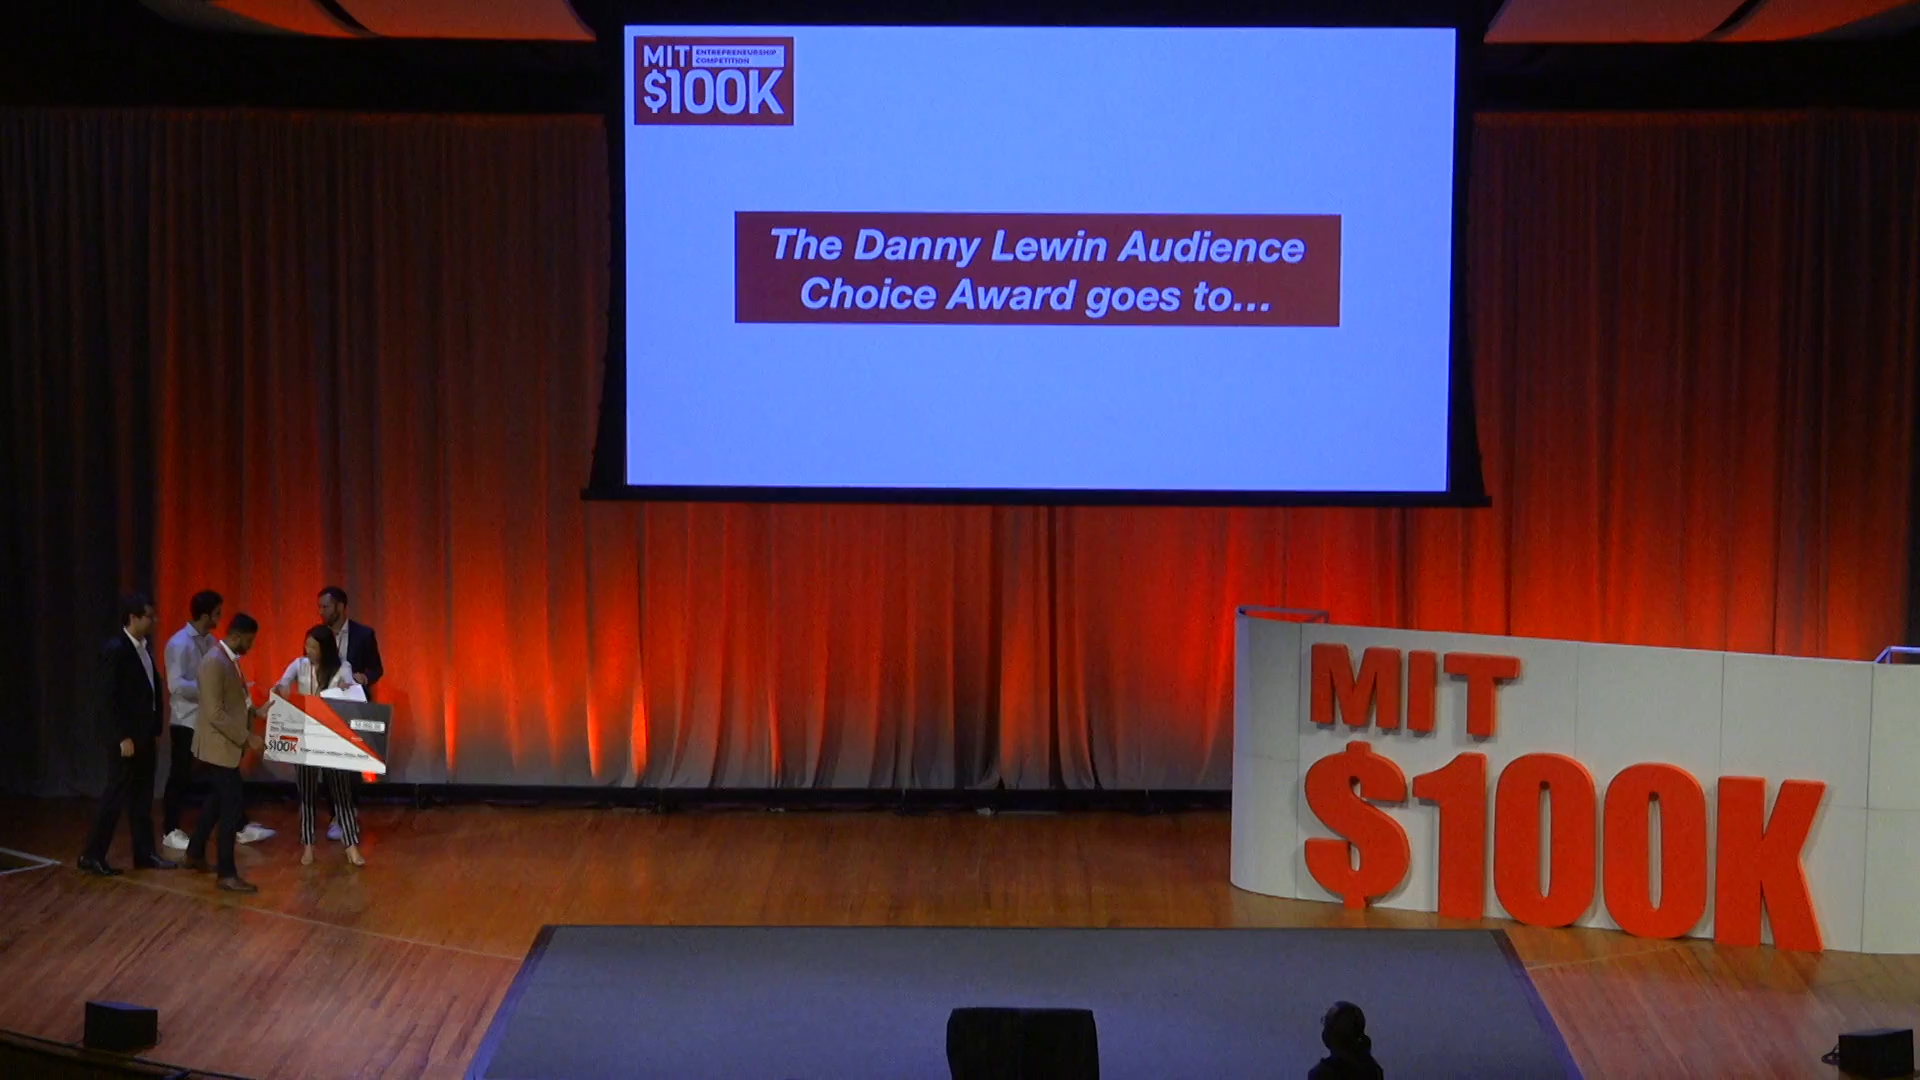 MIT ENTREPRENEURSHIP
COMPETITION
$100K
The Danny Lewin Audience
Choice Award goes to...
MIT
$100K
$100K